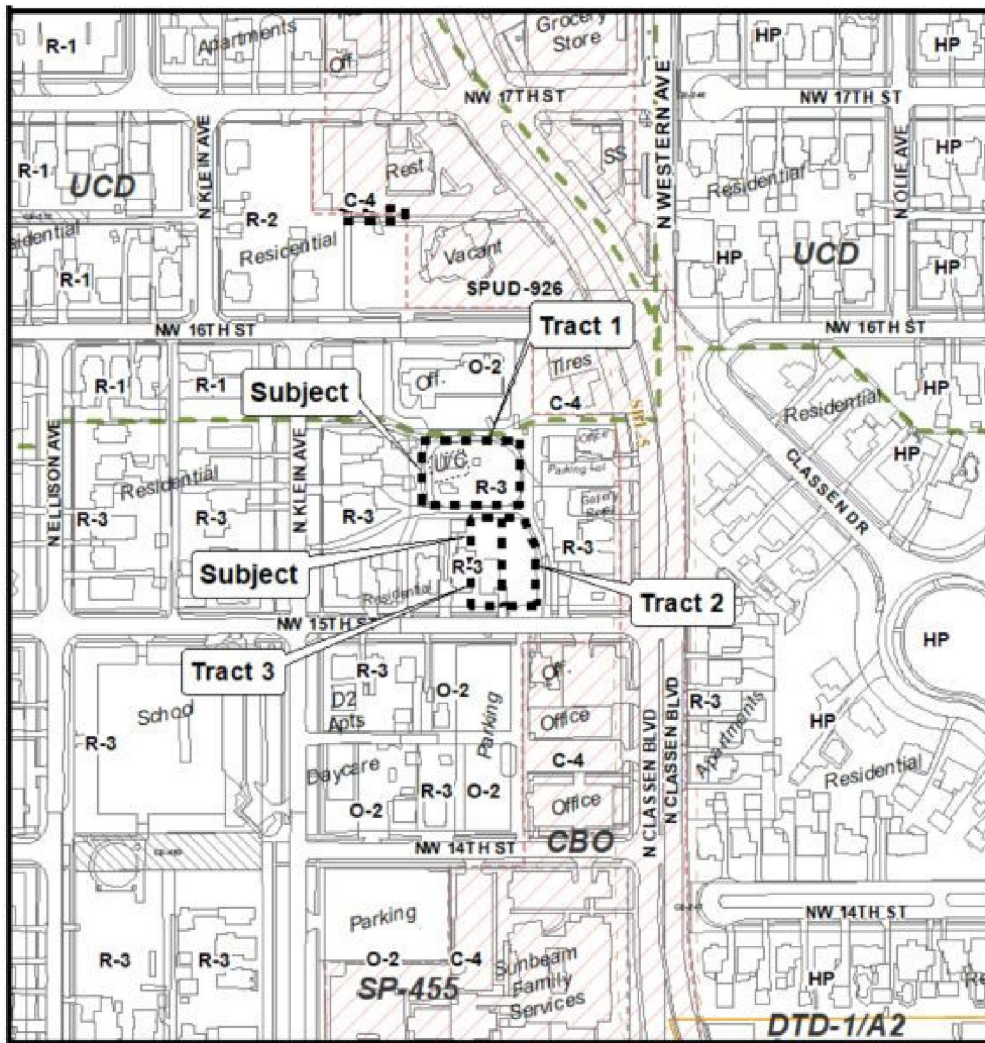 Grocery
Store
Apartments
R-1
Off.
HP
HP
N WESTERN AVE
NW 17TH ST
NW 17TH ST
N KLEIN AVE
SS
Rest
R-1
UCD
Residential
N OLIE AVE
HP
C-4
R-2
Residential
Residential
Vacant
HP
UCD
R-1
HP
SPUD-926
NW 16TH ST
NW 16TH ST
Tract 1
Tires
O-2
Off.
R-1
R-1
Subject
C-4
Residential
HP
HP
N ELLISON AVE
N KLEIN AVE
Residential
U/C
Office
Parking Lot
R-3
R-3
R-3
R-3
CLASSEN DR
Subject
R-3
R-3
Residential
Tract 2
NW 15TH ST
HP
Tract 3
R-3
D2
Apts
O-2
Parking
Off.
School
Office
N CLASSEN BLVD
N CLASSEN BLVD
R-3
Apartments
HP
R-3
C-4
Residential
Daycare
O-2
R-3
O-2
Office
NW 14TH ST
CBO
Parking
NW 14TH ST
R-3
R-3
O-2
C-4
SP-455
Sunbeam
Family
Services
HP
HP
DTD-1/A2